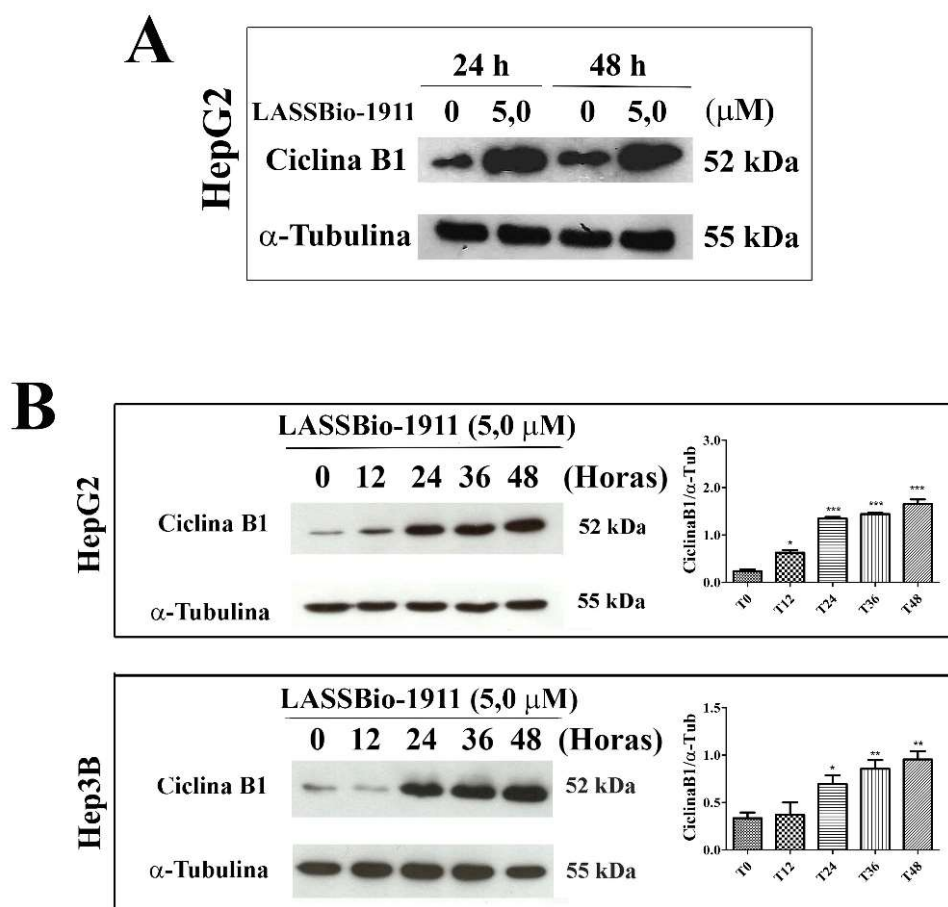 A
HepG2
24 h 48 h
LASSBio-1911 0 5,0 0 5,0 (µM)
Ciclina B1 52 kDa
α-Tubulina 55 kDa
B
HepG2
LASSBio-1911 (5,0 µM)
0 12 24 36 48 (Horas)
Ciclina B1 52 kDa
α-Tubulina 55 kDa
CiclinaB1/α-Tub
3.0
2.0
1.0
0.0
* *** *** ***
T0 T12 T24 T36 T48
Hep3B
LASSBio-1911 (5,0 µM)
0 12 24 36 48 (Horas)
Ciclina B1 52 kDa
α-Tubulina 55 kDa
CiclinaB1/α-Tub
1.5
1.0
0.5
0.0
* ** **
T0 T12 T24 T36 T48